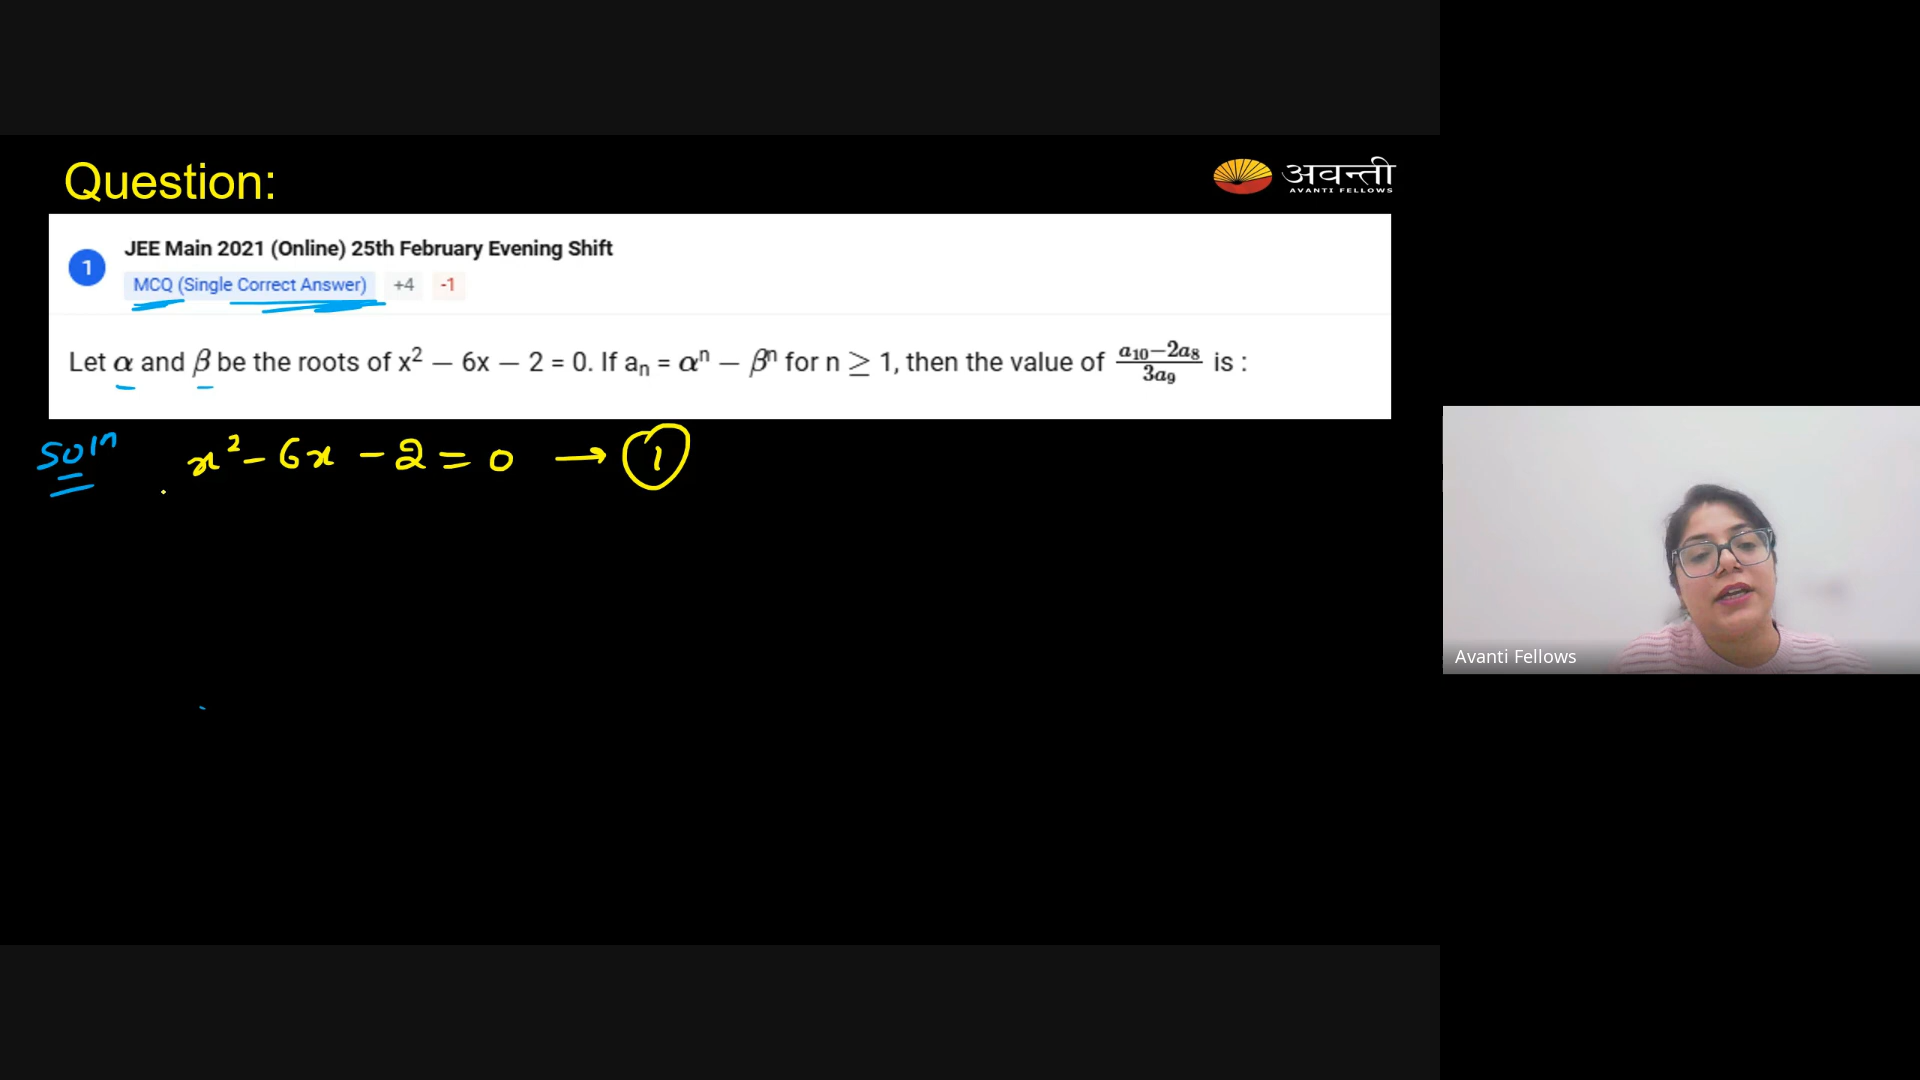 Question:
अवन्ती
AVANTI FELLOWS
1
JEE Main 2021 (Online) 25th February Evening Shift
MCQ (Single Correct Answer) +4 -1
Let α and β be the roots of x² − 6x − 2 = 0. If aₙ = αⁿ − βⁿ for n ≥ 1, then the value of (a₁₀−2a₈)/(3a₉) is :
Soln x² − 6x − 2 = 0 → ①
Avanti Fellows